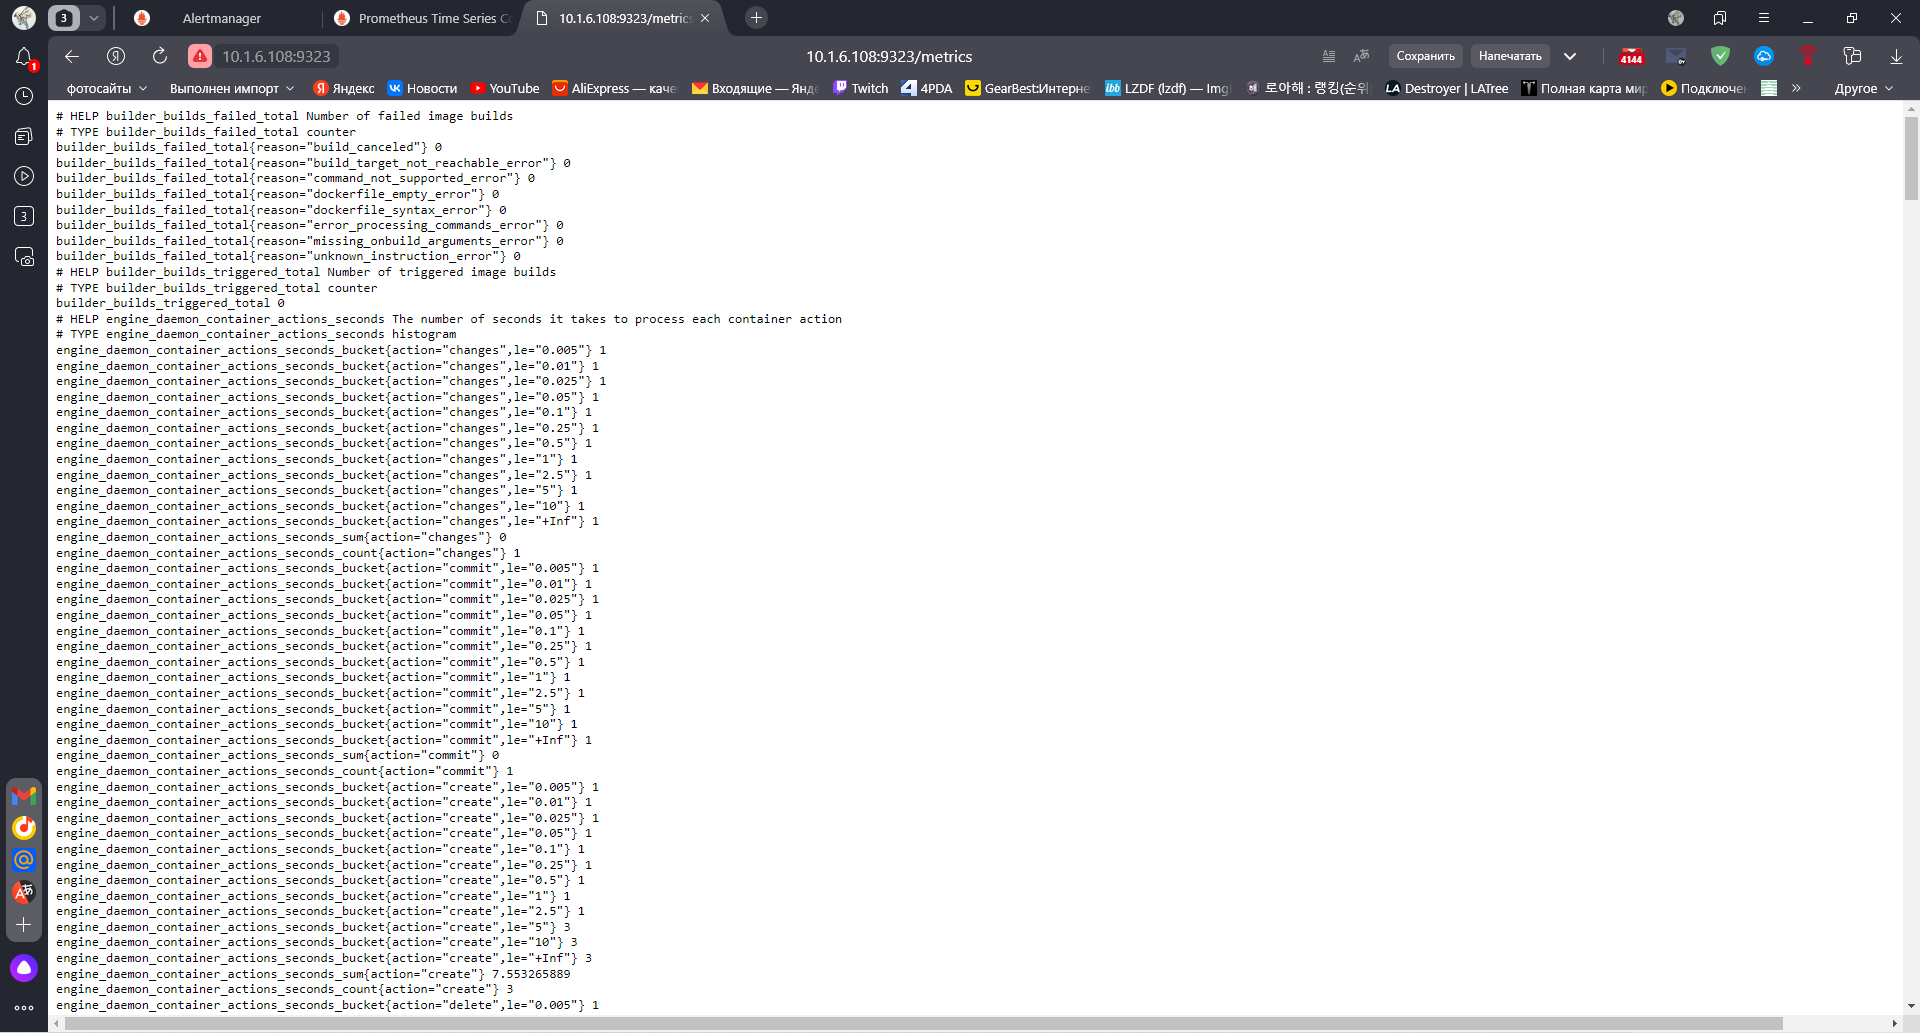 3
Alertmanager
Prometheus Time Series Co
10.1.6.108:9323/metrics
1
10.1.6.108:9323
10.1.6.108:9323/metrics
Сохранить
Напечатать
4144
фотосайты
Выполнен импорт
Яндекс
Новости
YouTube
AliExpress — каче
Входящие — Янд
Twitch
4PDA
GearBest:Интерне
LZDF (lzdf) — Img
로아해 : 랭킹(순위
Destroyer | LATree
Полная карта мир
Подключен
Другое
3
# HELP builder_builds_failed_total Number of failed image builds
# TYPE builder_builds_failed_total counter
builder_builds_failed_total{reason="build_canceled"} 0
builder_builds_failed_total{reason="build_target_not_reachable_error"} 0
builder_builds_failed_total{reason="command_not_supported_error"} 0
builder_builds_failed_total{reason="dockerfile_empty_error"} 0
builder_builds_failed_total{reason="dockerfile_syntax_error"} 0
builder_builds_failed_total{reason="error_processing_commands_error"} 0
builder_builds_failed_total{reason="missing_onbuild_arguments_error"} 0
builder_builds_failed_total{reason="unknown_instruction_error"} 0
# HELP builder_builds_triggered_total Number of triggered image builds
# TYPE builder_builds_triggered_total counter
builder_builds_triggered_total 0
# HELP engine_daemon_container_actions_seconds The number of seconds it takes to process each container action
# TYPE engine_daemon_container_actions_seconds histogram
engine_daemon_container_actions_seconds_bucket{action="changes",le="0.005"} 1
engine_daemon_container_actions_seconds_bucket{action="changes",le="0.01"} 1
engine_daemon_container_actions_seconds_bucket{action="changes",le="0.025"} 1
engine_daemon_container_actions_seconds_bucket{action="changes",le="0.05"} 1
engine_daemon_container_actions_seconds_bucket{action="changes",le="0.1"} 1
engine_daemon_container_actions_seconds_bucket{action="changes",le="0.25"} 1
engine_daemon_container_actions_seconds_bucket{action="changes",le="0.5"} 1
engine_daemon_container_actions_seconds_bucket{action="changes",le="1"} 1
engine_daemon_container_actions_seconds_bucket{action="changes",le="2.5"} 1
engine_daemon_container_actions_seconds_bucket{action="changes",le="5"} 1
engine_daemon_container_actions_seconds_bucket{action="changes",le="10"} 1
engine_daemon_container_actions_seconds_bucket{action="changes",le="+Inf"} 1
engine_daemon_container_actions_seconds_sum{action="changes"} 0
engine_daemon_container_actions_seconds_count{action="changes"} 1
engine_daemon_container_actions_seconds_bucket{action="commit",le="0.005"} 1
engine_daemon_container_actions_seconds_bucket{action="commit",le="0.01"} 1
engine_daemon_container_actions_seconds_bucket{action="commit",le="0.025"} 1
engine_daemon_container_actions_seconds_bucket{action="commit",le="0.05"} 1
engine_daemon_container_actions_seconds_bucket{action="commit",le="0.1"} 1
engine_daemon_container_actions_seconds_bucket{action="commit",le="0.25"} 1
engine_daemon_container_actions_seconds_bucket{action="commit",le="0.5"} 1
engine_daemon_container_actions_seconds_bucket{action="commit",le="1"} 1
engine_daemon_container_actions_seconds_bucket{action="commit",le="2.5"} 1
engine_daemon_container_actions_seconds_bucket{action="commit",le="5"} 1
engine_daemon_container_actions_seconds_bucket{action="commit",le="10"} 1
engine_daemon_container_actions_seconds_bucket{action="commit",le="+Inf"} 1
engine_daemon_container_actions_seconds_sum{action="commit"} 0
engine_daemon_container_actions_seconds_count{action="commit"} 1
engine_daemon_container_actions_seconds_bucket{action="create",le="0.005"} 1
engine_daemon_container_actions_seconds_bucket{action="create",le="0.01"} 1
engine_daemon_container_actions_seconds_bucket{action="create",le="0.025"} 1
engine_daemon_container_actions_seconds_bucket{action="create",le="0.05"} 1
engine_daemon_container_actions_seconds_bucket{action="create",le="0.1"} 1
engine_daemon_container_actions_seconds_bucket{action="create",le="0.25"} 1
engine_daemon_container_actions_seconds_bucket{action="create",le="0.5"} 1
engine_daemon_container_actions_seconds_bucket{action="create",le="1"} 1
engine_daemon_container_actions_seconds_bucket{action="create",le="2.5"} 1
engine_daemon_container_actions_seconds_bucket{action="create",le="5"} 3
engine_daemon_container_actions_seconds_bucket{action="create",le="10"} 3
engine_daemon_container_actions_seconds_bucket{action="create",le="+Inf"} 3
engine_daemon_container_actions_seconds_sum{action="create"} 7.553265889
engine_daemon_container_actions_seconds_count{action="create"} 3
engine_daemon_container_actions_seconds_bucket{action="delete",le="0.005"} 1